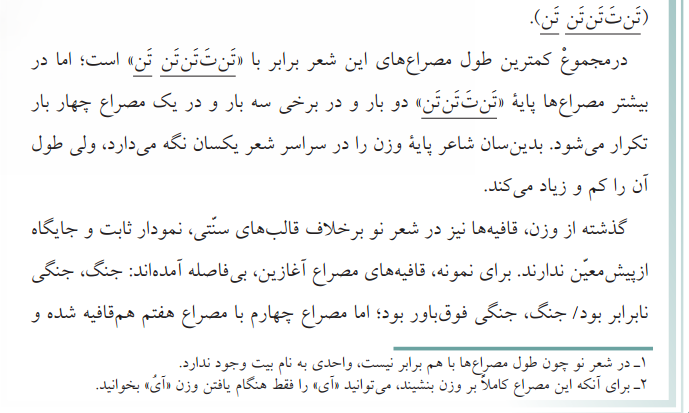 (تَن‌تَ‌تَن‌تَن تَن).
درمجموعْ کمترین طول مصراع‌های این شعر برابر با «تَن‌تَ‌تَن‌تَن تَن» است؛ اما در
بیشتر مصراع‌ها پایهٔ «تَن‌تَ‌تَن‌تَن» دو بار و در برخی سه بار و در یک مصراع چهار بار
تکرار می‌شود. بدین‌سان شاعر پایهٔ وزن را در سراسر شعر یکسان نگه می‌دارد، ولی طول
آن را کم و زیاد می‌کند.
گذشته از وزن، قافیه‌ها نیز در شعر نو برخلاف قالب‌های سنّتی، نمودار ثابت و جایگاه
ازپیش‌معیّن ندارند. برای نمونه، قافیه‌های مصراع آغازین، بی‌فاصله آمده‌اند: جنگ، جنگی
نابرابر بود/ جنگ، جنگی فوق‌باور بود؛ اما مصراع چهارم با مصراع هفتم هم‌قافیه شده و
۱ـ در شعر نو چون طول مصراع‌ها با هم برابر نیست، واحدی به نام بیت وجود ندارد.
۲ـ برای آنکه این مصراع کاملاً بر وزن بنشیند، می‌توانید «آی» را فقط هنگام یافتن وزن «آیُ» بخوانید.